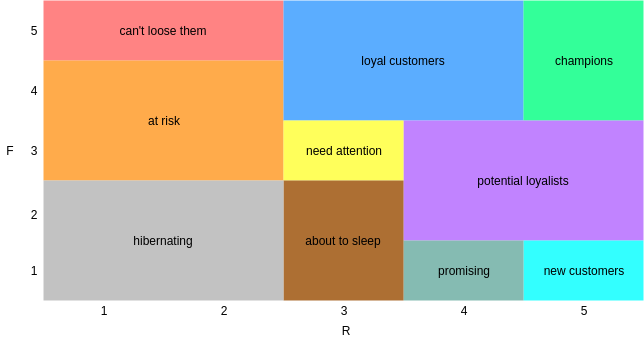 5
can't loose them
loyal customers
champions
4
at risk
F
3
need attention
potential loyalists
2
hibernating
about to sleep
1
promising
new customers
1
2
3
4
5
R